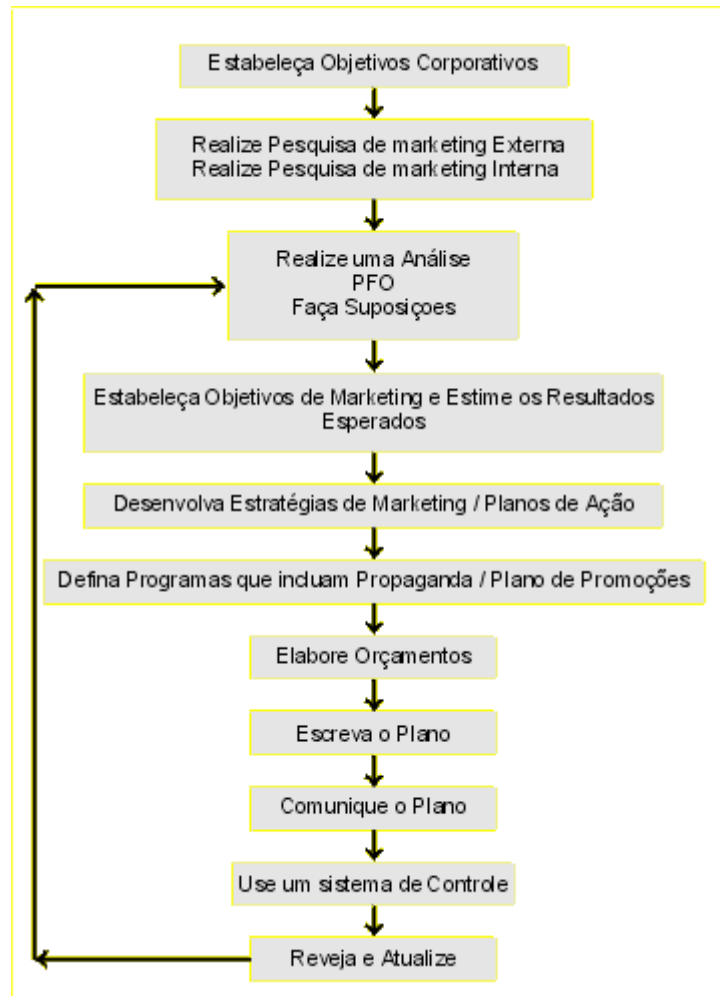 Estabeleça Objetivos Corporativos
Realize Pesquisa de marketing Externa
Realize Pesquisa de marketing Interna
Realize uma Análise
PFO
Faça Suposiçoes
Estabeleça Objetivos de Marketing e Estime os Resultados
Esperados
Desenvolva Estratégias de Marketing / Planos de Ação
Defina Programas que incluam Propaganda / Plano de Promoções
Elabore Orçamentos
Escreva o Plano
Comunique o Plano
Use um sistema de Controle
Reveja e Atualize